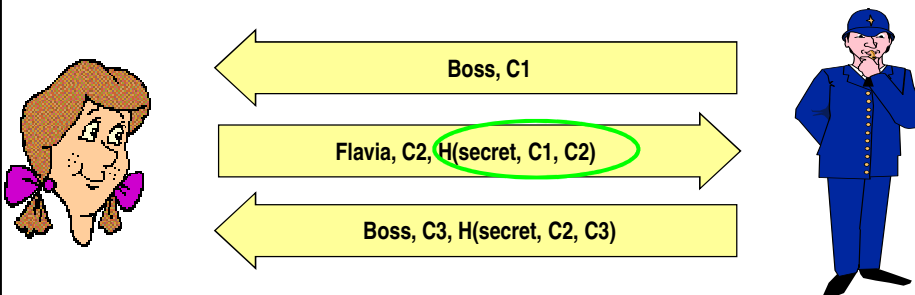 Boss, C1
Flavia, C2, H(secret, C1, C2)
Boss, C3, H(secret, C2, C3)